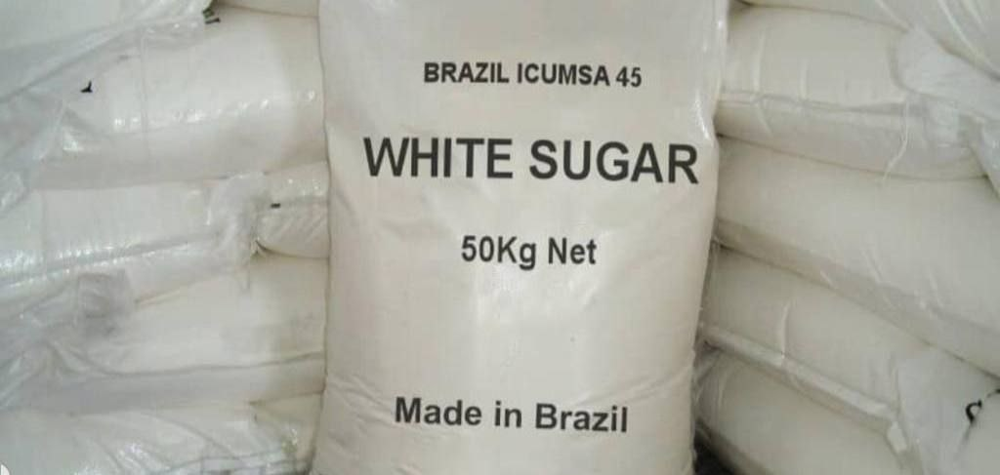 BRAZIL ICUMSA 45
WHITE SUGAR
50Kg Net
Made in Brazil